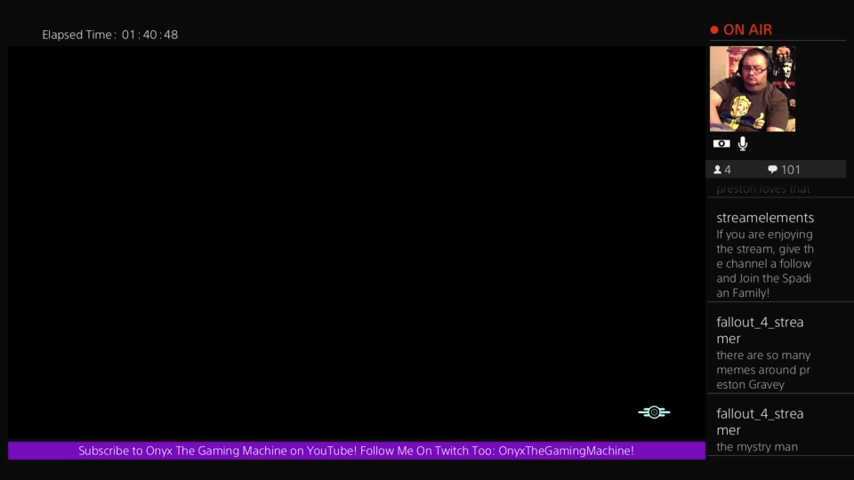 Elapsed Time: 01:40:48
ON AIR
4
101
preston loves that
streamelements
If you are enjoying
the stream, give th
e channel a follow
and Join the Spadi
an Family!
fallout_4_strea
mer
there are so many
memes around pr
eston Gravey
fallout_4_strea
mer
the mystry man
Subscribe to Onyx The Gaming Machine on YouTube! Follow Me On Twitch Too: OnyxTheGamingMachine!